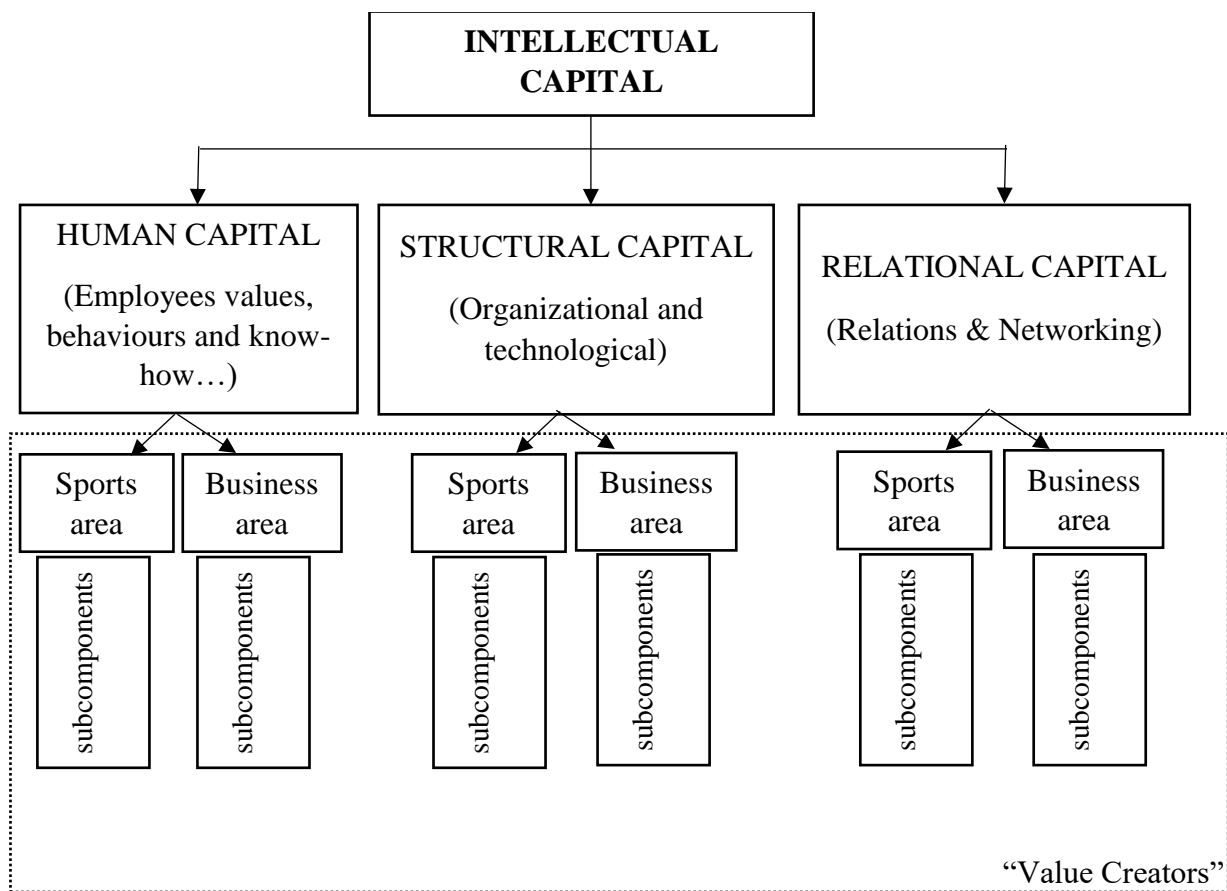 INTELLECTUAL
CAPITAL
HUMAN CAPITAL
(Employees values,
behaviours and know-
how…)
STRUCTURAL CAPITAL
(Organizational and
technological)
RELATIONAL CAPITAL
(Relations & Networking)
Sports
area
Business
area
Sports
area
Business
area
Sports
area
Business
area
subcomponents
subcomponents
subcomponents
subcomponents
subcomponents
subcomponents
“Value Creators”